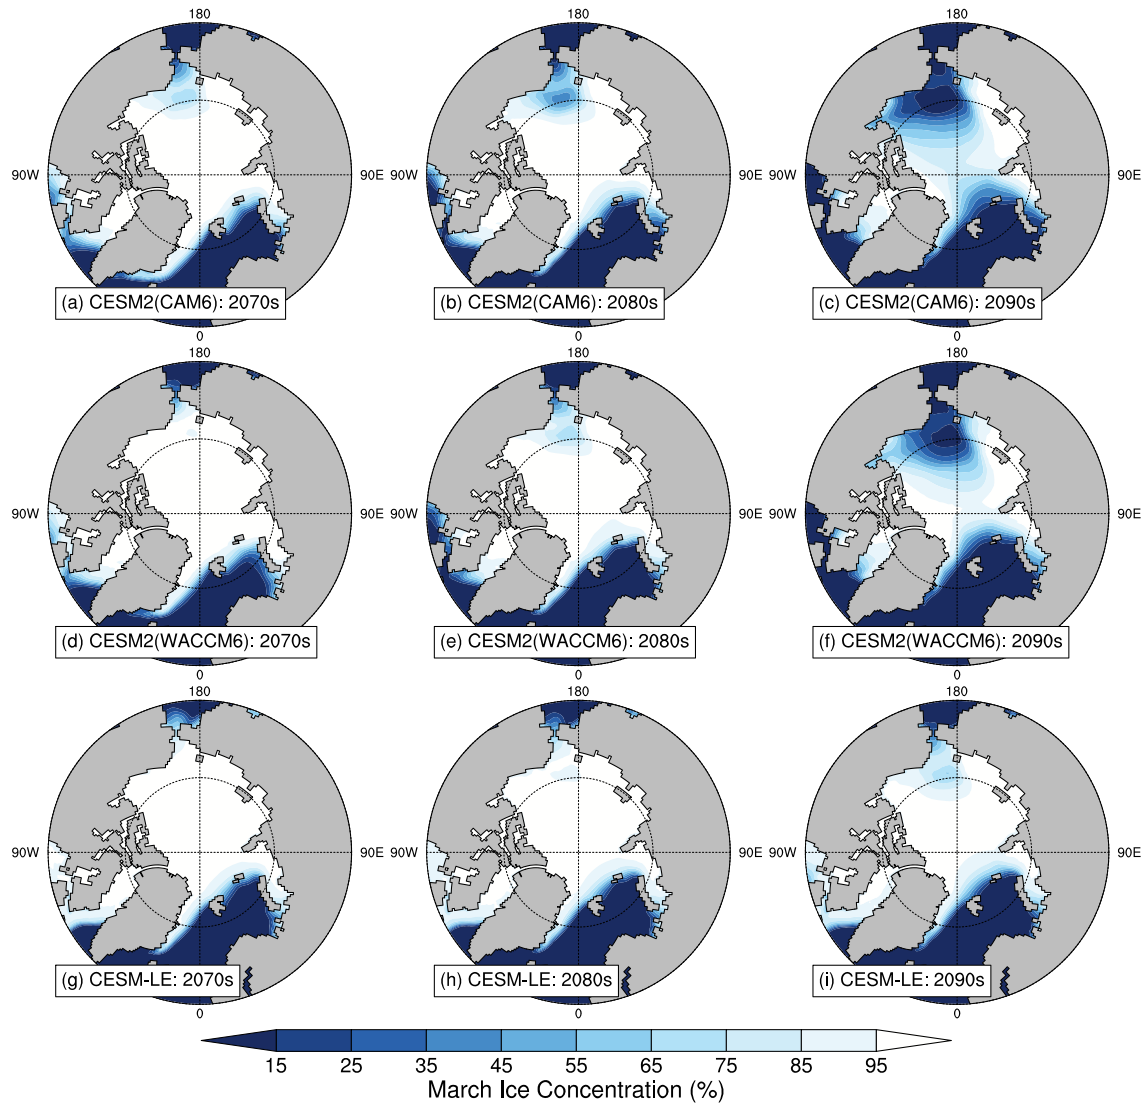 180 180 180
90W 90E 90W 90E 90W 90E
(a) CESM2(CAM6): 2070s (b) CESM2(CAM6): 2080s (c) CESM2(CAM6): 2090s
0 0 0
180 180 180
90W 90E 90W 90E 90W 90E
(d) CESM2(WACCM6): 2070s (e) CESM2(WACCM6): 2080s (f) CESM2(WACCM6): 2090s
0 0 0
180 180 180
90W 90E 90W 90E 90W 90E
(g) CESM-LE: 2070s (h) CESM-LE: 2080s (i) CESM-LE: 2090s
0 0 0
15 25 35 45 55 65 75 85 95
March Ice Concentration (%)